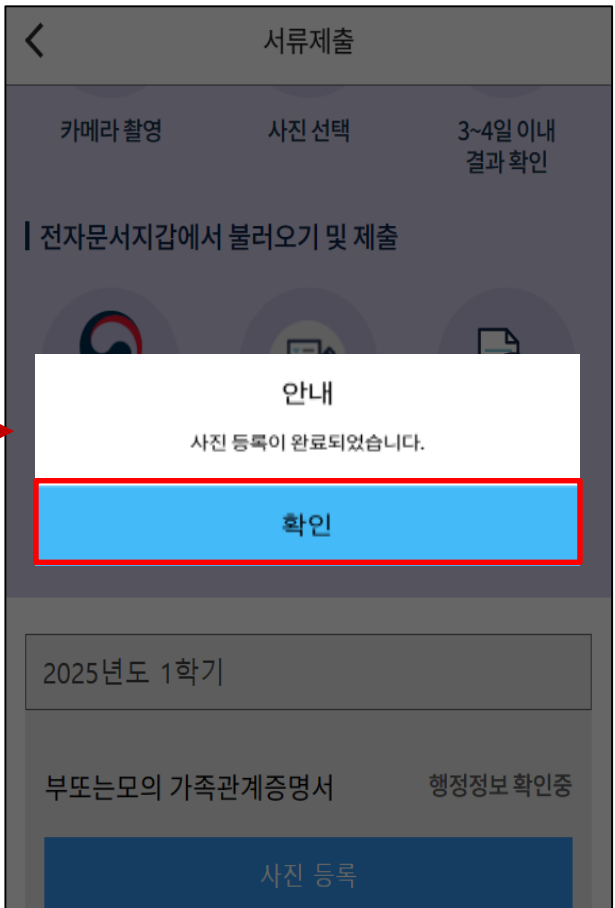 서류제출
카메라 촬영
사진 선택
3~4일 이내
결과 확인
전자문서지갑에서 불러오기 및 제출
안내
사진 등록이 완료되었습니다.
확인
2025년도 1학기
부또는모의 가족관계증명서
행정정보 확인중
사진 등록